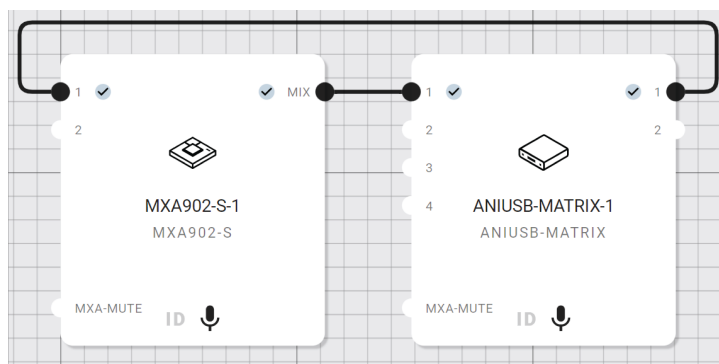 1 MIX
2
MXA902-S-1
MXA902-S
MXA-MUTE
ID
1 1
2 2
3
4
ANIUSB-MATRIX-1
ANIUSB-MATRIX
MXA-MUTE
ID